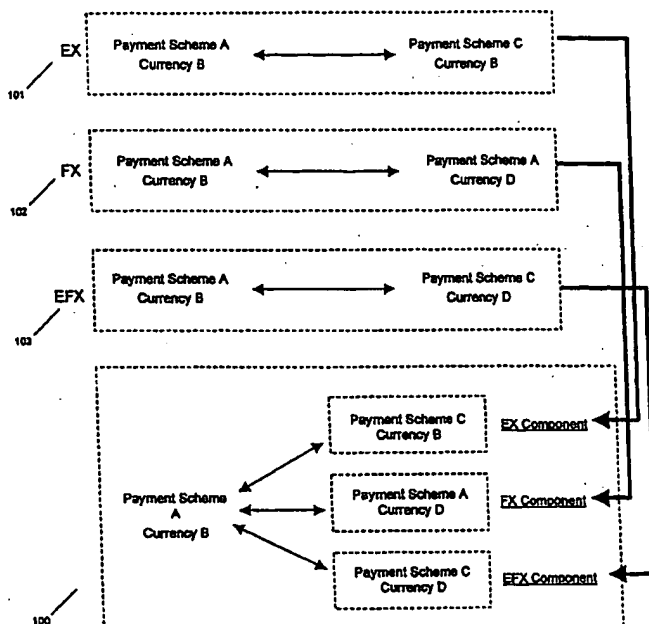 EX
Payment Scheme A
Currency B
Payment Scheme C
Currency B
101
FX
Payment Scheme A
Currency B
Payment Scheme A
Currency D
102
EFX
Payment Scheme A
Currency B
Payment Scheme C
Currency D
103
Payment Scheme C
Currency B
EX Component
Payment Scheme
A
Currency B
Payment Scheme A
Currency D
FX Component
Payment Scheme C
Currency D
EFX Component
100